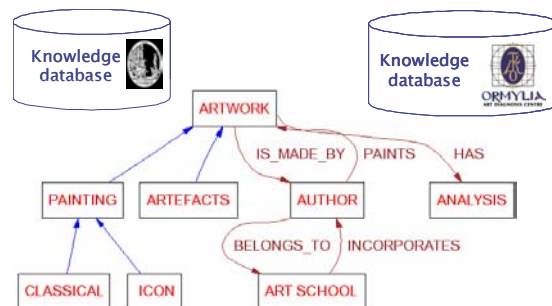 Knowledge
database
Knowledge
database
ORMYLIA
ART DIAGNOSIS CENTRE
ARTWORK
IS_MADE_BY
PAINTS
HAS
PAINTING
ARTEFACTS
AUTHOR
ANALYSIS
BELONGS_TO
INCORPORATES
CLASSICAL
ICON
ART SCHOOL